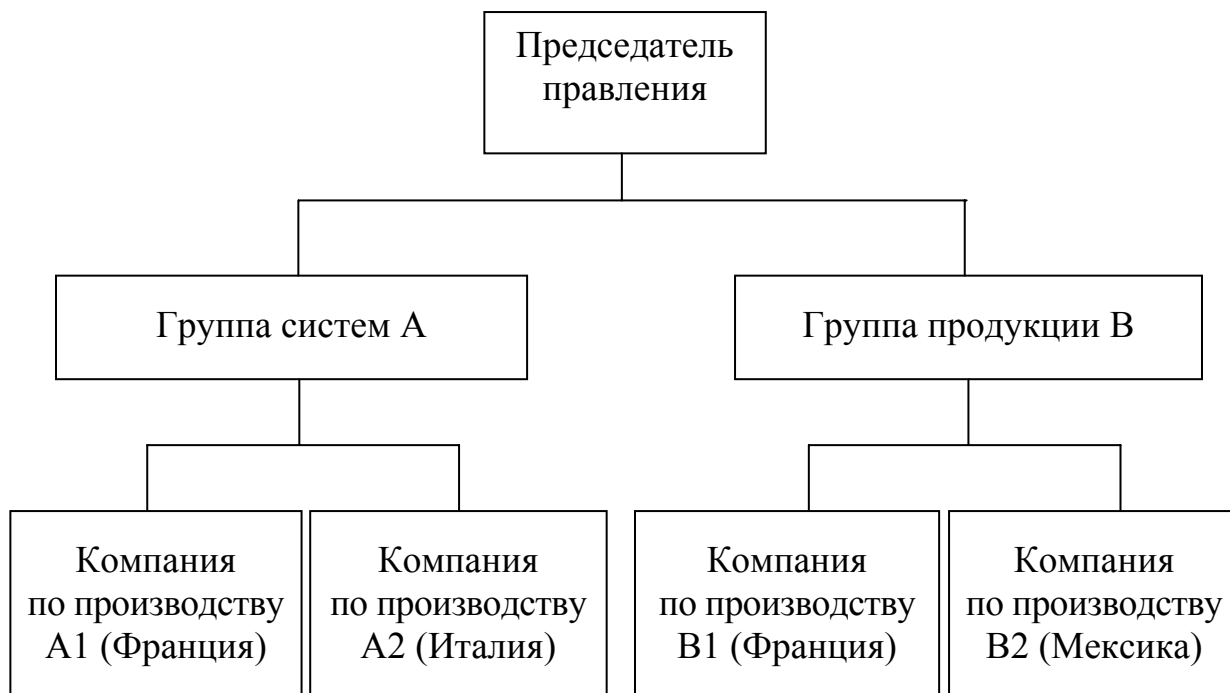 Председатель
правления
Группа систем А
Группа продукции В
Компания
по производству
А1 (Франция)
Компания
по производству
А2 (Италия)
Компания
по производству
В1 (Франция)
Компания
по производству
В2 (Мексика)